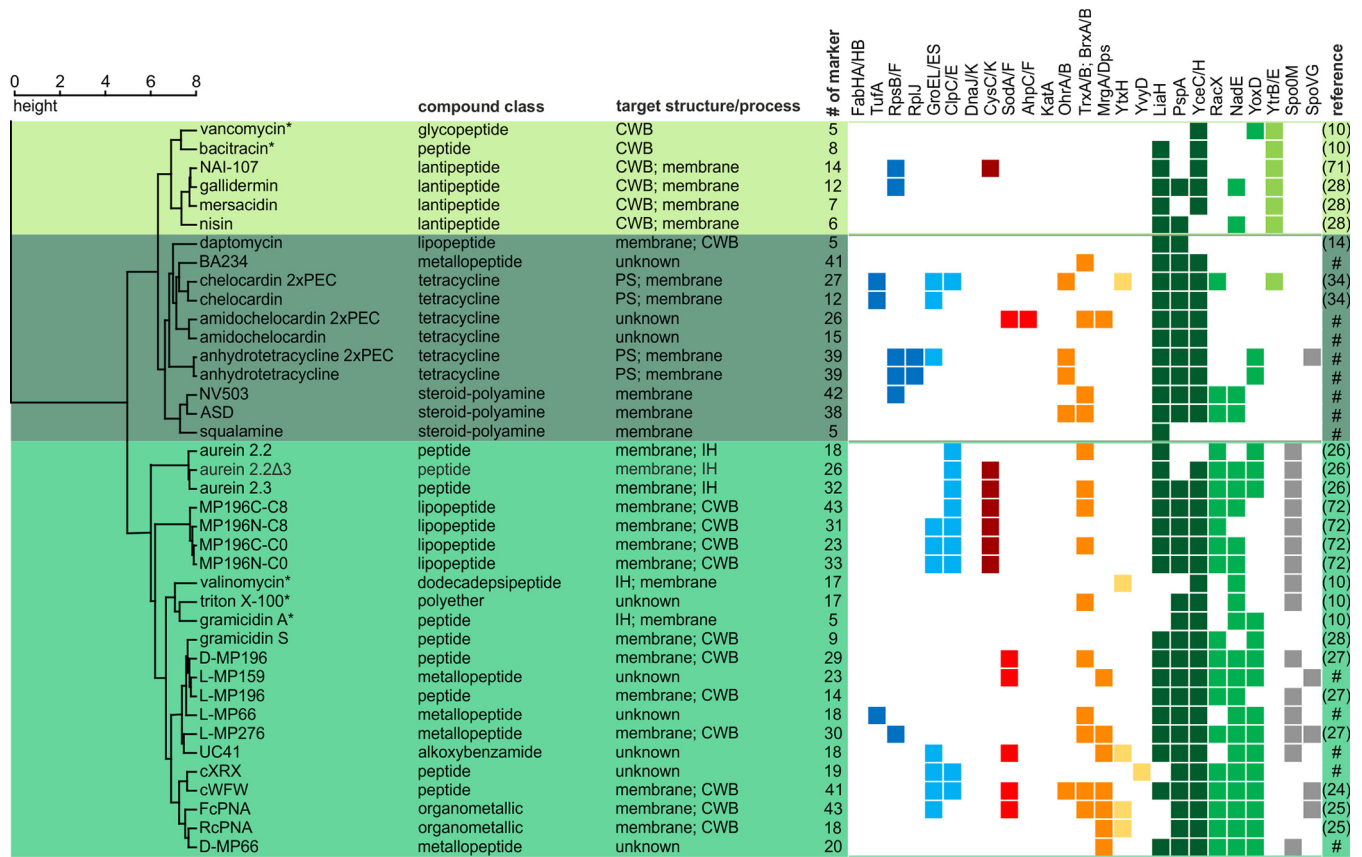 # of marker
FabHA/HB
TufA
RpsB/F
RplJ
GroEL/ES
ClpC/E
DnaJ/K
CysC/K
SodA/F
AhpC/F
KatA
OhrA/B
TrxA/B; BrxA/B
MrgA/Dps
YtxH
YvyD
LiaH
PspA
YoeC/H
RacX
NadE
YoxD
YtrB/E
Spo0M
SpoVG
reference
0 2 4 6 8
height
compound class target structure/process
vancomycin* glycopeptide CWB 5 (10)
bacitracin* peptide CWB 8 (10)
NAI-107 lantipeptide CWB; membrane 14 (71)
gallidermin lantipeptide CWB; membrane 12 (28)
mersacidin lantipeptide CWB; membrane 7 (28)
nisin lantipeptide CWB; membrane 6 (28)
daptomycin lipopeptide membrane; CWB 5 (14)
BA234 metallopeptide unknown 41 #
chelocardin 2xPEC tetracycline PS; membrane 27 (34)
chelocardin tetracycline PS; membrane 12 (34)
amidochelocardin 2xPEC tetracycline unknown 26 #
amidochelocardin tetracycline unknown 15 #
anhydrotetracycline 2xPEC tetracycline PS; membrane 39 #
anhydrotetracycline tetracycline PS; membrane 39 #
NV503 steroid-polyamine membrane 42 #
ASD steroid-polyamine membrane 38 #
squalamine steroid-polyamine membrane 5 #
aurein 2.2 peptide membrane; IH 18 (26)
aurein 2.2Δ3 peptide membrane; IH 26 (26)
aurein 2.3 peptide membrane; IH 32 (26)
MP196C-C8 lipopeptide membrane; CWB 43 (72)
MP196N-C8 lipopeptide membrane; CWB 31 (72)
MP196C-C0 lipopeptide membrane; CWB 23 (72)
MP196N-C0 lipopeptide membrane; CWB 33 (72)
valinomycin* dodecadepsipeptide IH; membrane 17 (10)
triton X-100* polyether unknown 17 (10)
gramicidin A* peptide IH; membrane 5 (10)
gramicidin S peptide membrane; CWB 9 (28)
D-MP196 peptide membrane; CWB 29 (27)
L-MP159 metallopeptide unknown 23 #
L-MP196 peptide membrane; CWB 14 (27)
L-MP66 metallopeptide unknown 18 #
L-MP276 metallopeptide membrane; CWB 30 (27)
UC41 alkoxybenzamide unknown 18 #
cXRX peptide unknown 19 #
cWFW peptide membrane; CWB 41 (24)
FcPNA organometallic membrane; CWB 43 (25)
RcPNA organometallic membrane; CWB 18 (25)
D-MP66 metallopeptide unknown 20 #